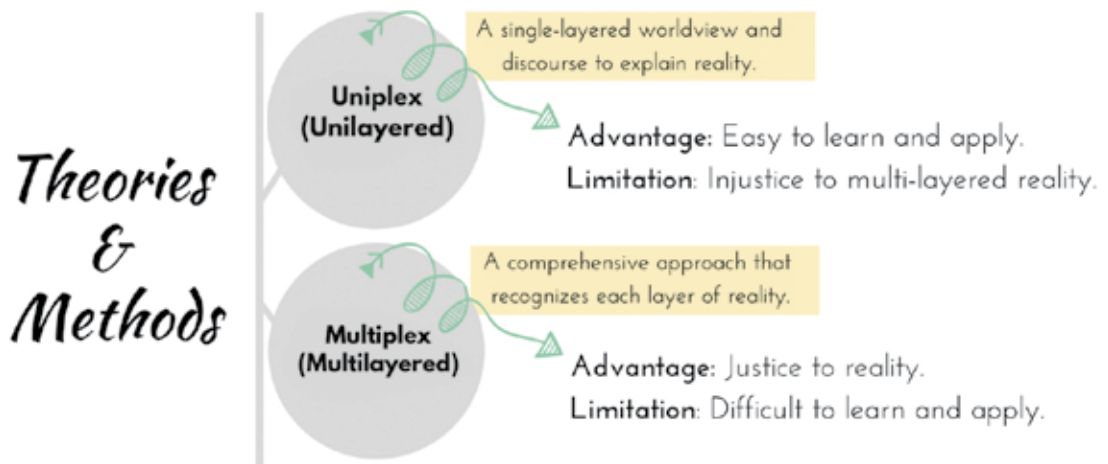 Theories
&
Methods
Uniplex
(Unilayered)
A single-layered worldview and
discourse to explain reality.
Advantage: Easy to learn and apply.
Limitation: Injustice to multi-layered reality.
Multiplex
(Multilayered)
A comprehensive approach that
recognizes each layer of reality.
Advantage: Justice to reality.
Limitation: Difficult to learn and apply.